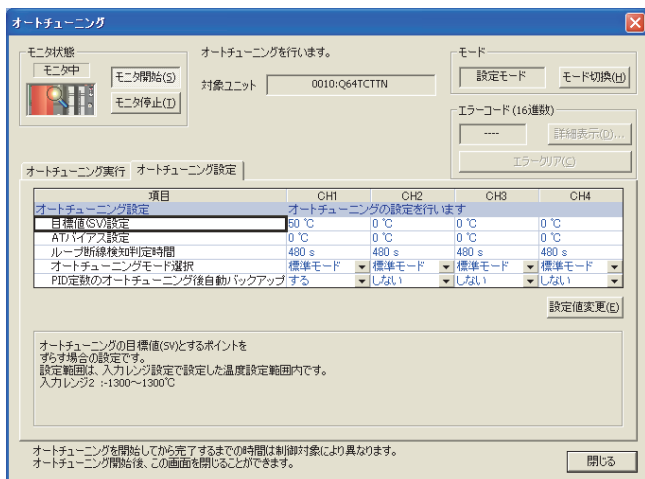 オートチューニング
モニタ状態
モニタ中
モニタ開始(S)
モニタ停止(T)
オートチューニングを行います。
対象ユニット 0010:Q64TCTTN
モード
設定モード モード切換(H)
エラーコード(16進数)
---- 詳細表示(D)...
エラークリア(C)
オートチューニング実行 オートチューニング設定
項目 CH1 CH2 CH3 CH4
オートチューニング設定 オートチューニングの設定を行います
目標値(SV)設定 50 ℃ 0 ℃ 0 ℃ 0 ℃
ATバイアス設定 0 ℃ 0 ℃ 0 ℃ 0 ℃
ループ断線検知判定時間 480 s 480 s 480 s 480 s
オートチューニングモード選択 標準モード 標準モード 標準モード 標準モード
PID定数のオートチューニング後自動バックアップ する しない しない しない
設定値変更(E)
オートチューニングの目標値(SV)とするポイントを
ずらす場合の設定です。
設定範囲は、入力レンジ設定で設定した温度設定範囲内です。
入力レンジ2 :-1300～1300℃
オートチューニングを開始してから完了するまでの時間は制御対象により異なります。
オートチューニング開始後、この画面を閉じることができます。
閉じる